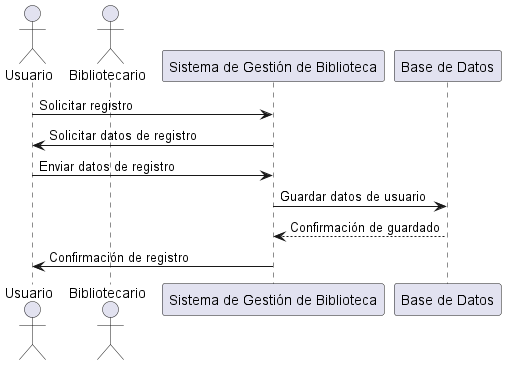 Usuario
Bibliotecario
Sistema de Gestión de Biblioteca
Base de Datos
Solicitar registro
Solicitar datos de registro
Enviar datos de registro
Guardar datos de usuario
Confirmación de guardado
Confirmación de registro
Usuario
Bibliotecario
Sistema de Gestión de Biblioteca
Base de Datos